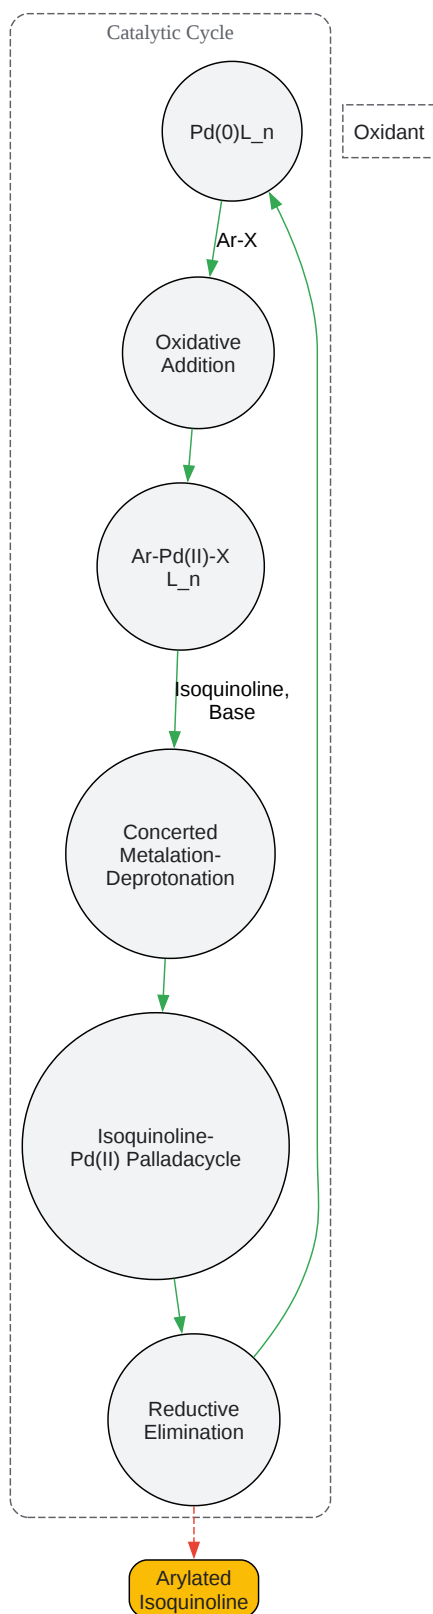 Catalytic Cycle
Pd(0)L_n
Oxidant
Ar-X
Oxidative
Addition
Ar-Pd(II)-X
L_n
Isoquinoline,
Base
Concerted
Metalation-
Deprotonation
Isoquinoline-
Pd(II) Palladacycle
Reductive
Elimination
Arylated
Isoquinoline